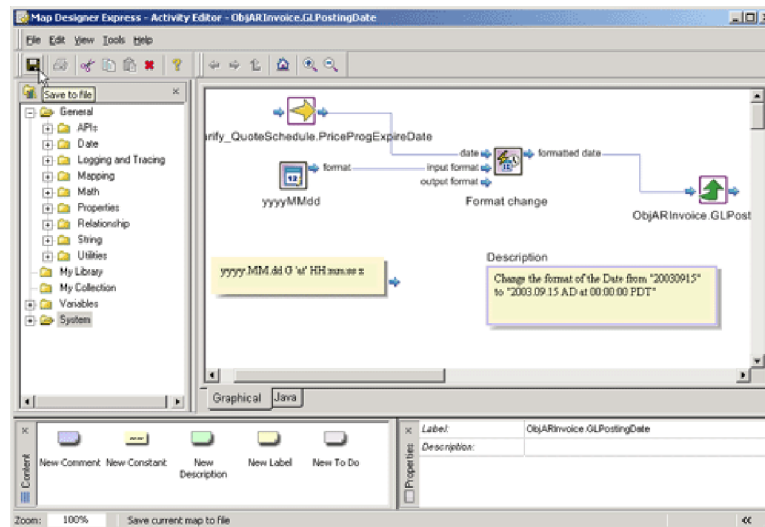 Map Designer Express - Activity Editor - ObjARInvoice.GLPostingDate
File Edit View Tools Help
Save to file
General
APIs
Date
Logging and Tracing
Mapping
Math
Properties
Relationship
String
Utilities
My Library
My Collection
Variables
System
arify_QuoteSchedule.PriceProgExpireDate
format
yyyyMMdd
date
input format
output format
formatted date
Format change
ObjARInvoice.GLPost
yyyy.MM.dd G 'at' HH:mm:ss z
Description
Change the format of the Date from "20030915"
to "2003.09.15 AD at 00:00:00 PDT"
Graphical Java
Content
New Comment New Constant New Description New Label New To Do
Properties
Label: ObjARInvoice.GLPostingDate
Description:
Zoom: 100% Save current map to file